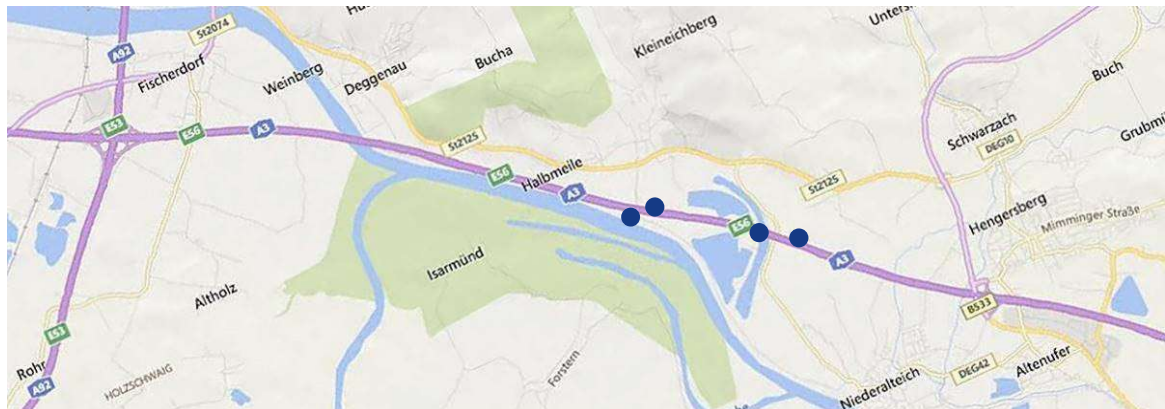 St2074
A92
Fischerdorf
Weinberg
Deggenau
Bucha
Kleineichberg
Buch
Schwarzach
DEG10
E53
E56
A3
St2125
E56
Halbmeile
A3
St2125
Hengersberg
Mimminger Straße
E56
A3
Isarmünd
Altholz
B533
E53
Rohr
A92
HOLZSCHWAIG
Forstern
Niederalteich
DEG42
Altenufer